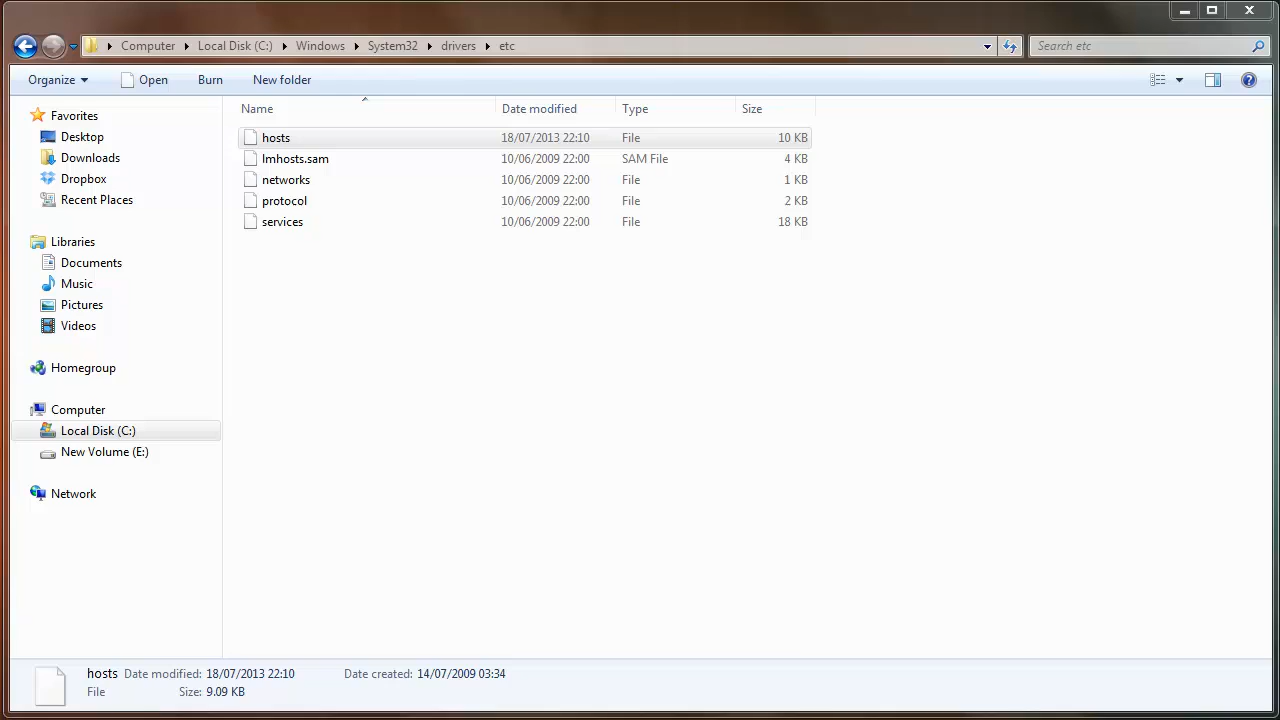 Computer Local Disk (C:) Windows System32 drivers etc
Search etc
Organize Open Burn New folder
Favorites
Desktop
Downloads
Dropbox
Recent Places
Libraries
Documents
Music
Pictures
Videos
Homegroup
Computer
Local Disk (C:)
New Volume (E:)
Network
Name Date modified Type Size
hosts 18/07/2013 22:10 File 10 KB
lmhosts.sam 10/06/2009 22:00 SAM File 4 KB
networks 10/06/2009 22:00 File 1 KB
protocol 10/06/2009 22:00 File 2 KB
services 10/06/2009 22:00 File 18 KB
hosts Date modified: 18/07/2013 22:10 Date created: 14/07/2009 03:34
File Size: 9.09 KB